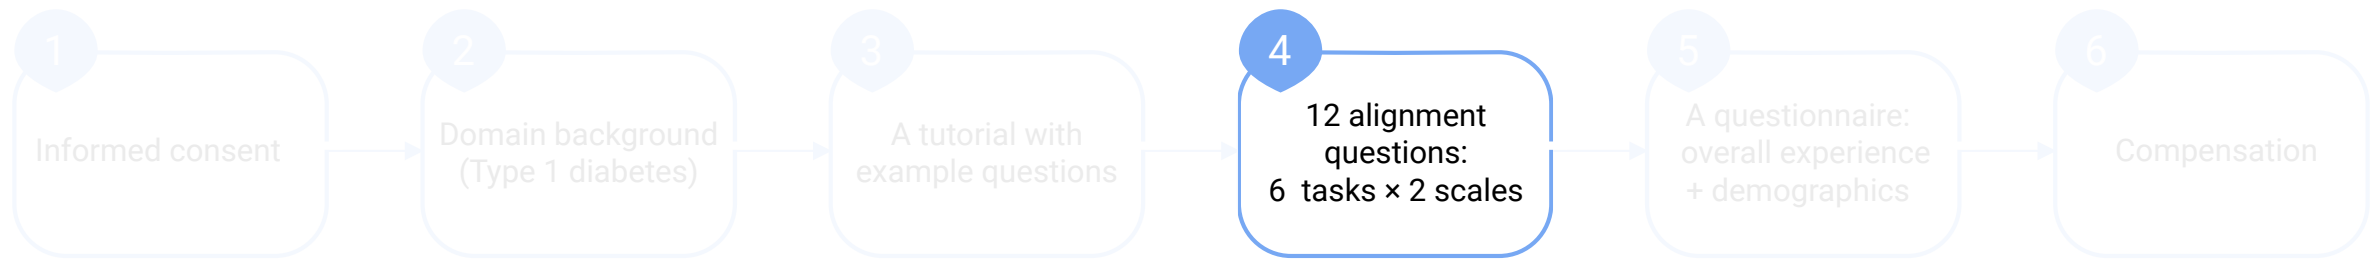 1
Informed consent
2
Domain background
(Type 1 diabetes)
3
A tutorial with
example questions
4
12 alignment
questions:
6 tasks × 2 scales
5
A questionnaire:
overall experience
+ demographics
6
Compensation